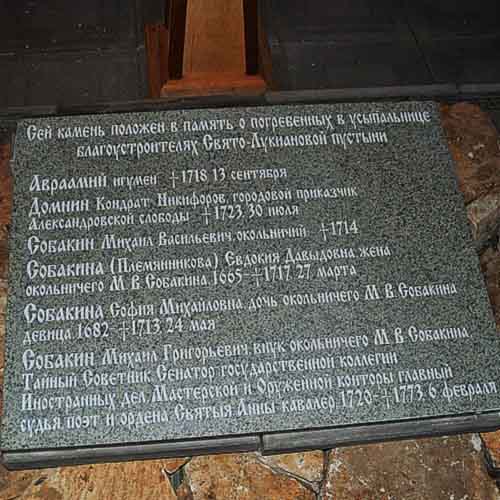 Сей камень положен в память о погребенных в усыпальнице
благоустроителях Свято-Лукиановой пустыни
Авраамий игумен †1718, 13 сентября
Домнин Кондрат Никифоров, городовой приказчик
Александровской слободы †1723, 30 июля
Собакин Михаил Васильевич, окольничий, †1714
Собакина (Племянникова) Евдокия Давыдовна, жена
окольничего М.В.Собакина, 1665-†1717, 27 марта
Собакина София Михаиловна, дочь окольничего М.В.Собакина
девица, 1682-†1713, 24 мая
Собакин Михаил Григорьевич, внук окольничего М.В.Собакина
Тайный Советник, Сенатор государственной коллегии
Иностранных дел, Мастерской и Оруженой конторы главный
судья, поэт и ордена Святыя Анны кавалер, 1720-†1773, 6 февраля